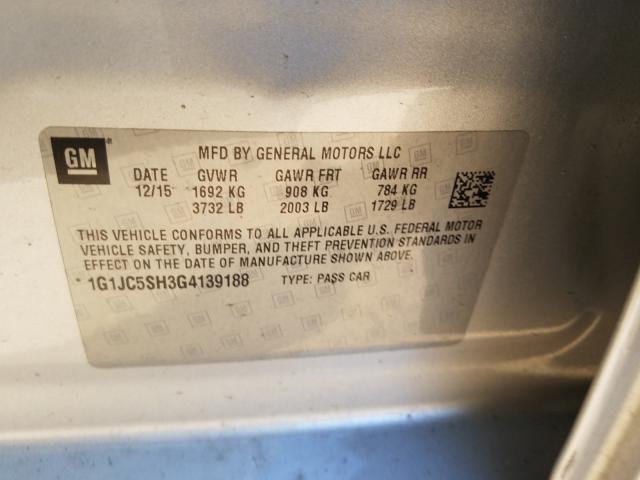 GM
MFD BY GENERAL MOTORS LLC
DATE GVWR GAWR FRT GAWR RR
12/15 1692 KG 908 KG 784 KG
3732 LB 2003 LB 1729 LB
THIS VEHICLE CONFORMS TO ALL APPLICABLE U.S. FEDERAL MOTOR
VEHICLE SAFETY, BUMPER, AND THEFT PREVENTION STANDARDS IN
EFFECT ON THE DATE OF MANUFACTURE SHOWN ABOVE.
1G1JC5SH3G4139188 TYPE: PASS CAR